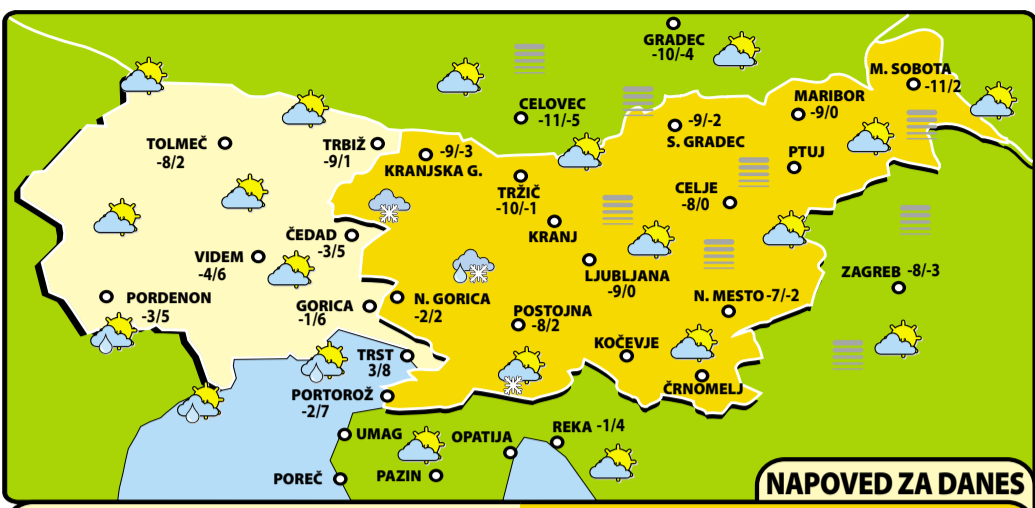 GRADEC
-10/-4
M. SOBOTA
-11/2
MARIBOR
-9/0
CELOVEC
-11/-5
-9/-2
S. GRADEC
TOLMEČ
-8/2
TRBIŽ
-9/1
-9/-3
KRANJSKA G.
PTUJ
TRŽIČ
-10/-1
CELJE
-8/0
KRANJ
ČEDAD
-3/5
VIDEM
-4/6
LJUBLJANA
-9/0
ZAGREB -8/-3
PORDENON
-3/5
GORICA
-1/6
N. GORICA
-2/2
N. MESTO -7/-2
POSTOJNA
-8/2
KOČEVJE
TRST
3/8
ČRNOMELJ
PORTOROŽ
-2/7
UMAG
OPATIJA
REKA -1/4
POREČ
PAZIN
NAPOVED ZA DANES